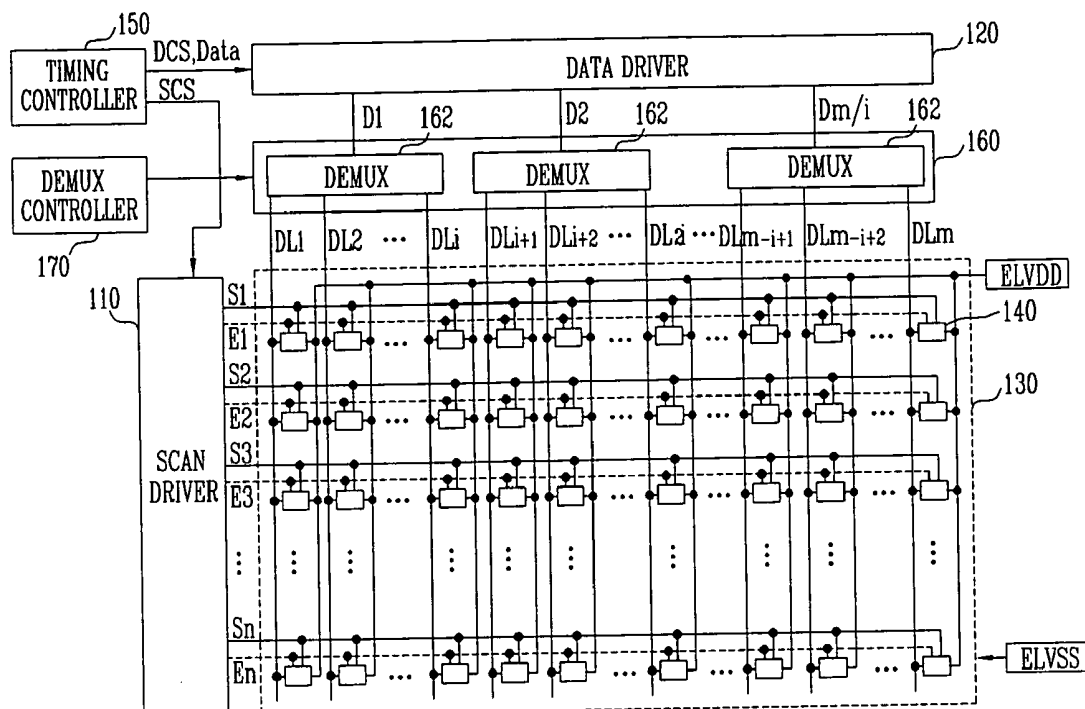 150
DCS,Data
120
TIMING
CONTROLLER
SCS
DATA DRIVER
D1
162
D2
162
Dm/i
162
160
DEMUX
CONTROLLER
DEMUX
DEMUX
DEMUX
170
DL1
DL2
...
DLi
DLi+1
DLi+2
...
DL2i
...
DLm-i+1
DLm-i+2
DLm
110
S1
ELVDD
E1
...
...
...
...
140
S2
130
E2
...
...
...
...
S3
SCAN
DRIVER
E3
...
...
...
...
Sn
En
...
...
...
...
ELVSS